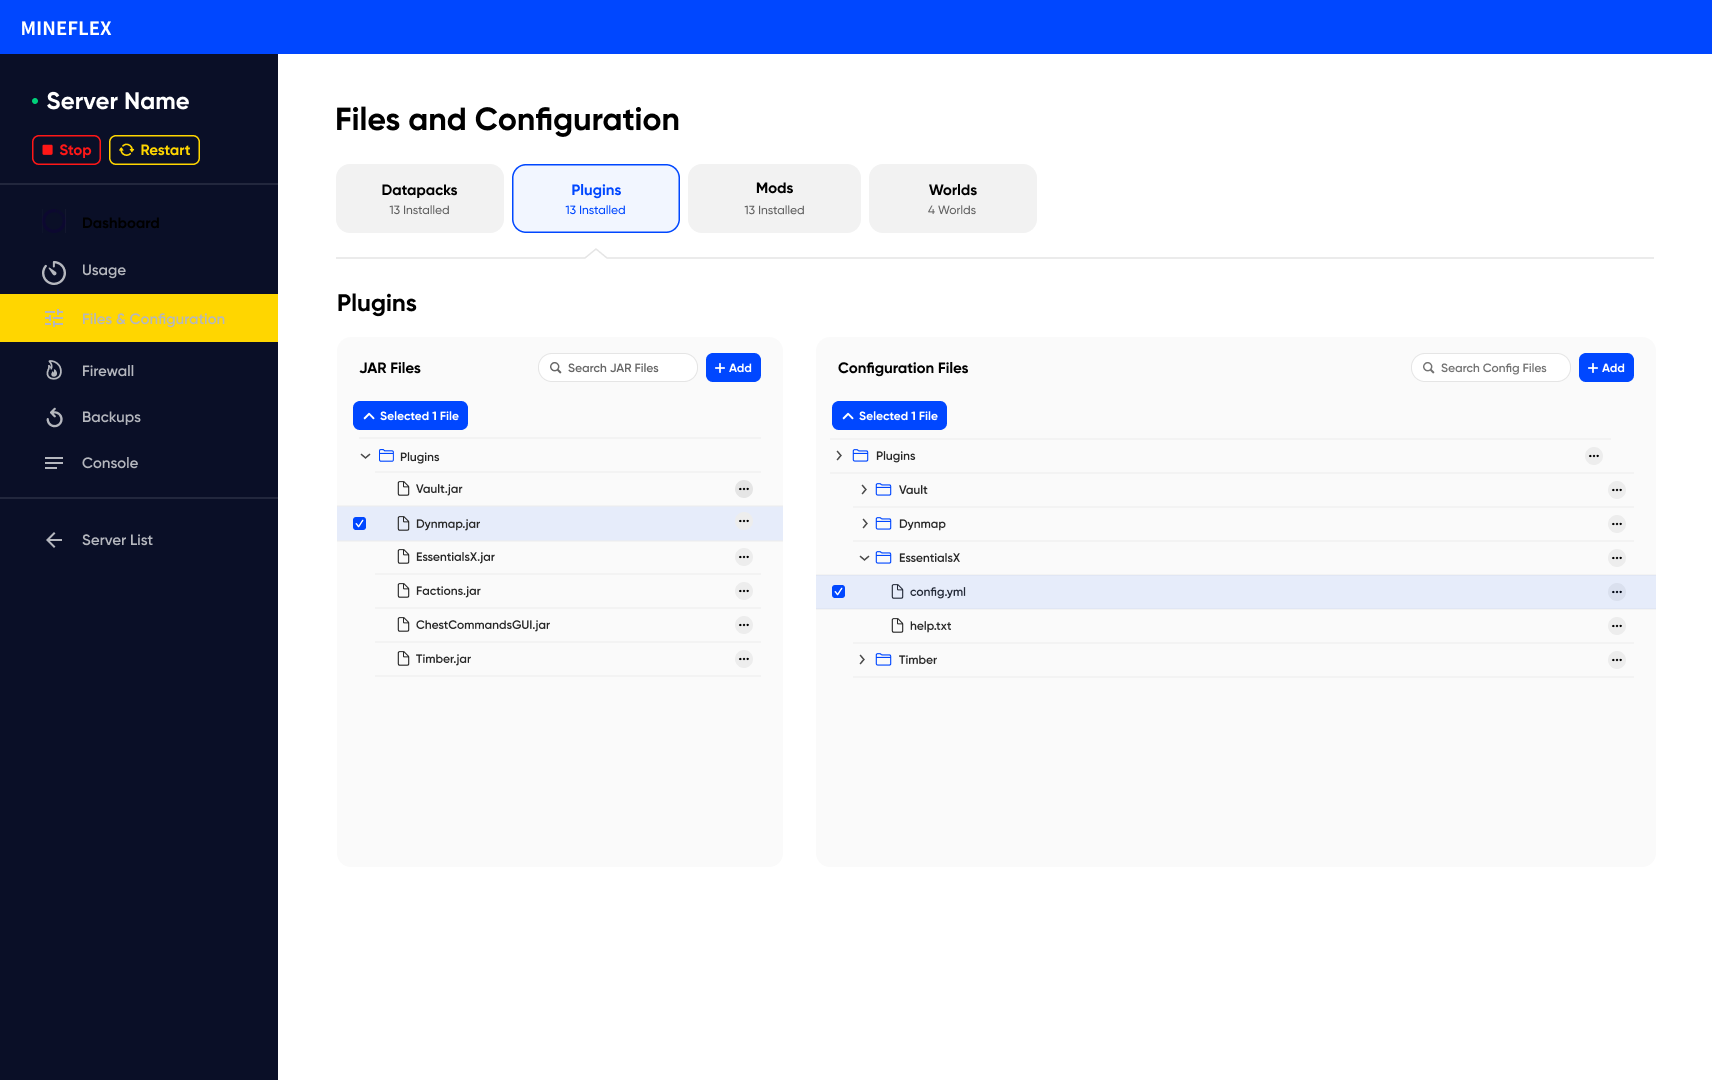 MINEFLEX
Server Name
Stop
Restart
Dashboard
Usage
Files & Configuration
Firewall
Backups
Console
Server List
Files and Configuration
Datapacks
13 Installed
Plugins
13 Installed
Mods
13 Installed
Worlds
4 Worlds
Plugins
JAR Files
Search JAR Files
+ Add
Selected 1 File
Plugins
Vault.jar
Dynmap.jar
EssentialsX.jar
Factions.jar
ChestCommandsGUI.jar
Timber.jar
Configuration Files
Search Config Files
+ Add
Selected 1 File
Plugins
Vault
Dynmap
EssentialsX
config.yml
help.txt
Timber